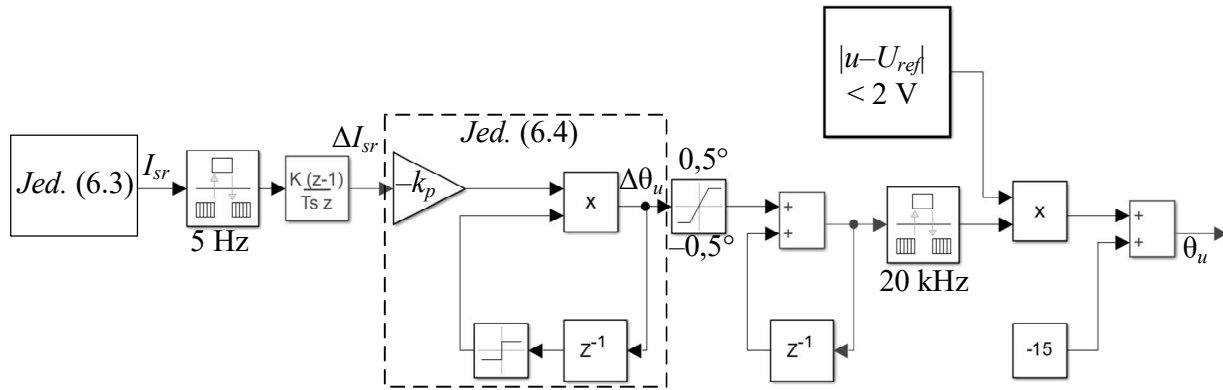 |u–U_ref|
< 2 V
Jed. (6.3)
I_sr
5 Hz
K (z-1)
Ts z
ΔI_sr
Jed. (6.4)
–k_p
x
Δθ_u
z⁻¹
0,5°
–0,5°
+
+
z⁻¹
20 kHz
x
-15
+
+
θ_u